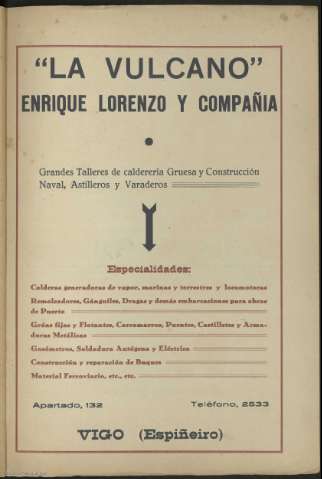 “LA VULCANO”
ENRIQUE LORENZO Y COMPAÑIA
Grandes Talleres de calderería Gruesa y Construcción
Naval, Astilleros y Varaderos
Especialidades:
Calderas generadoras de vapor, marinas y terrestres y locomotoras
Remolcadores, Gánguiles, Dragas y demás embarcaciones para obras
de Puerto
Grúas fijas y Flotantes, Carromarros, Puentes, Castilletes y Arma-
duras Metálicas
Gasómetros, Soldadura Autógena y Eléctrica
Construcción y reparación de Buques
Material Ferroviario, etc., etc.
Apartado, 132
Teléfono, 2533
VIGO (Espiñeiro)